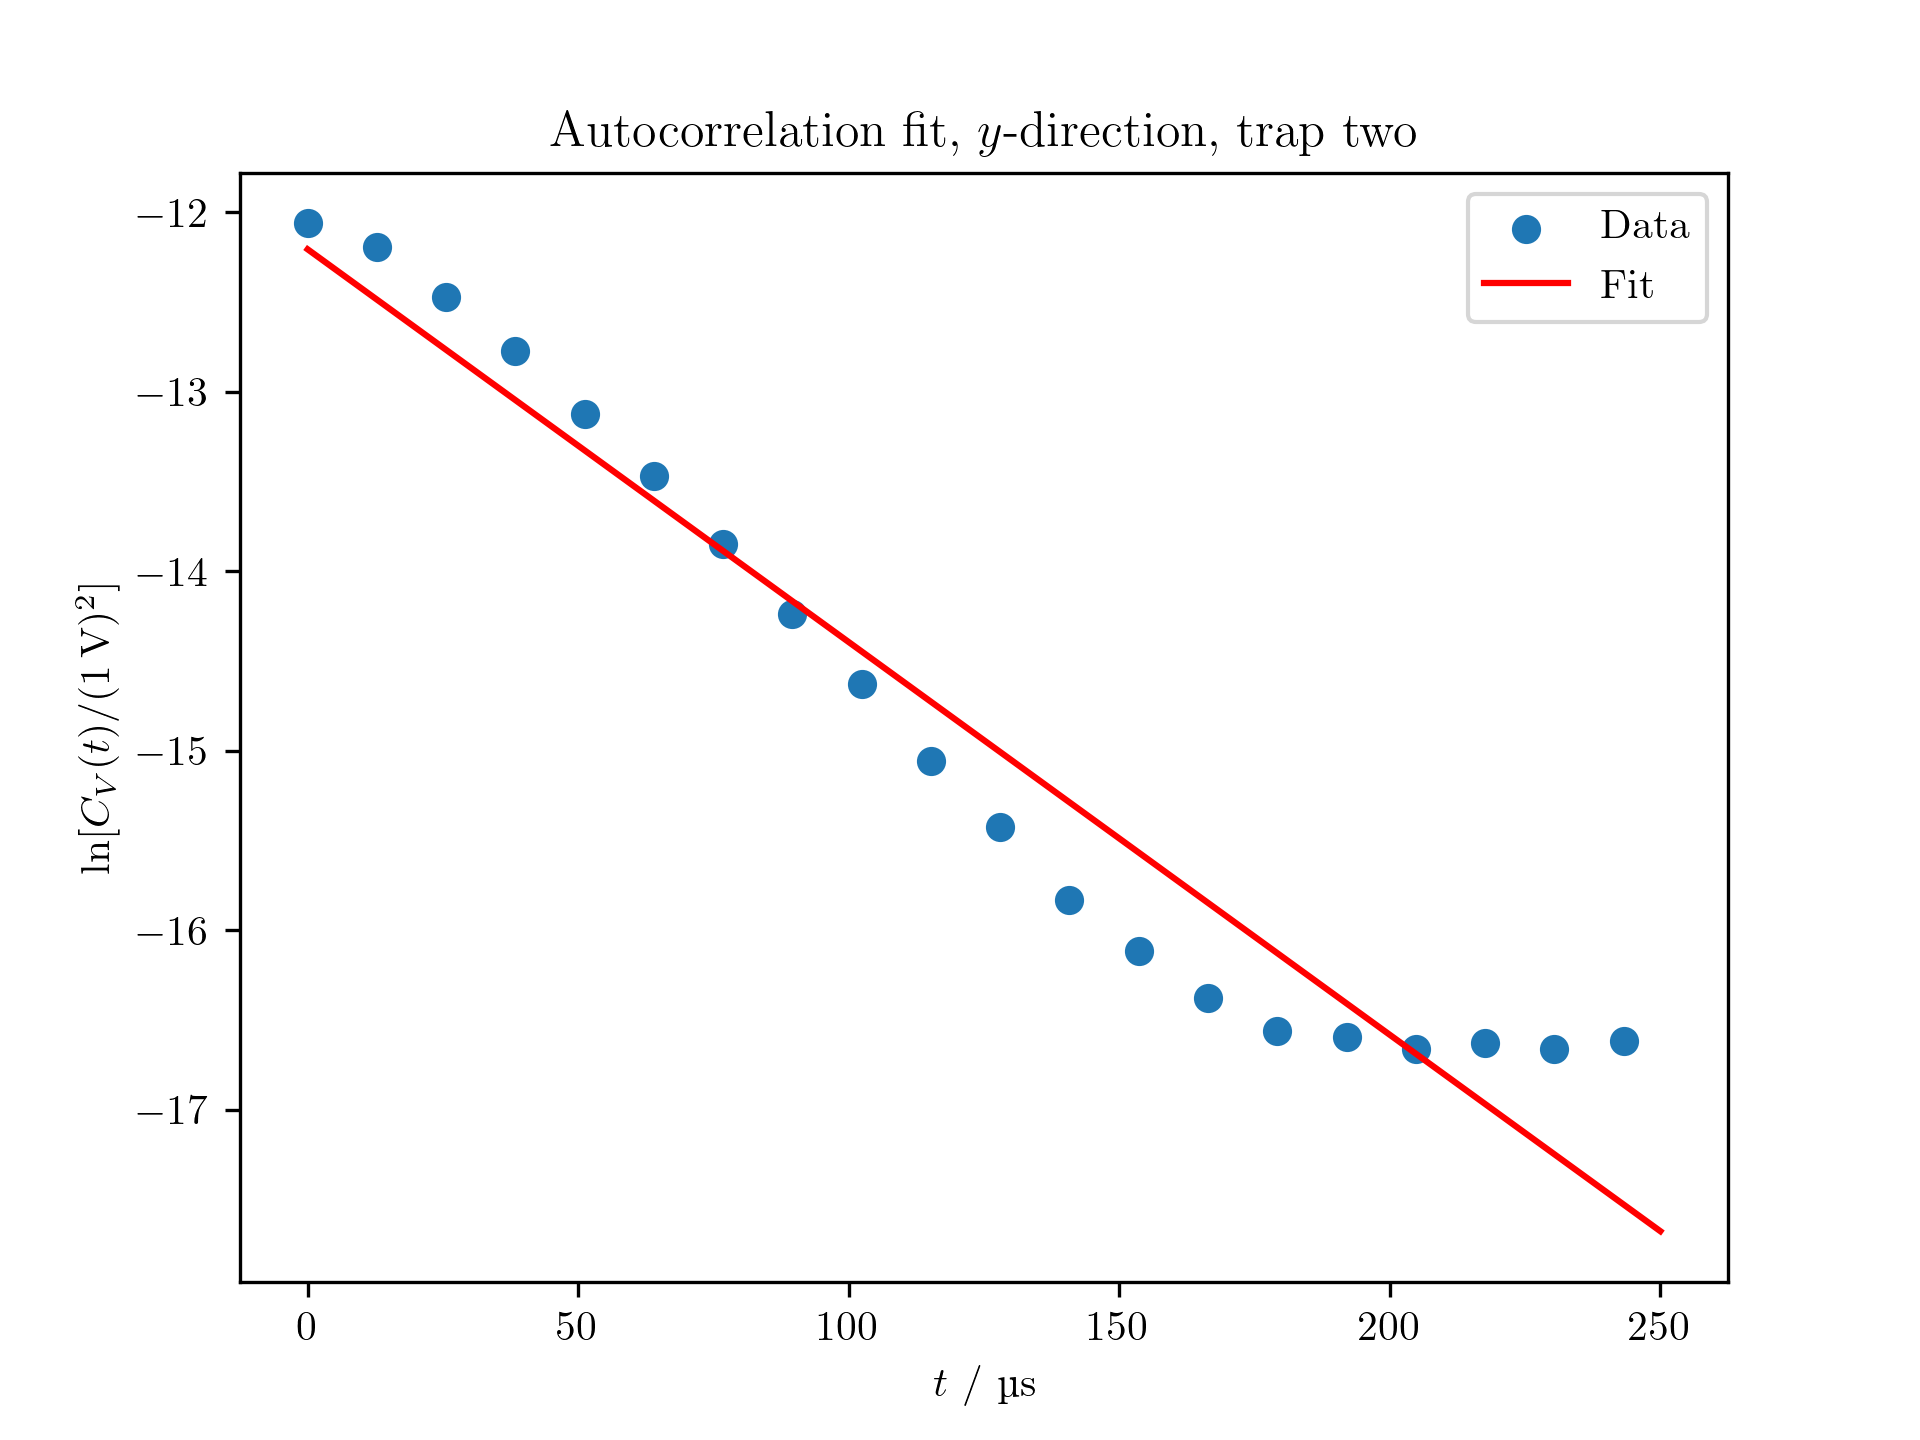 Autocorrelation fit, y-direction, trap two
Data
Fit
−12
−13
−14
−15
−16
−17
ln[C_V(t)/(1 V)²]
0 50 100 150 200 250
t / µs